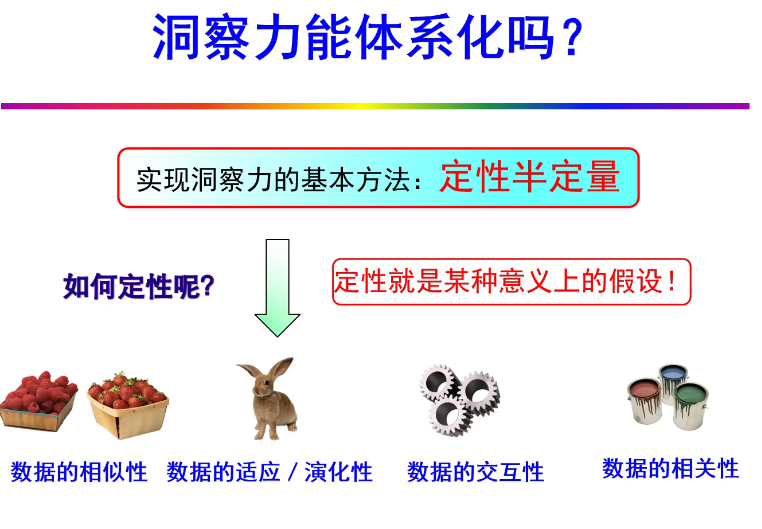 洞察力能体系化吗？
实现洞察力的基本方法：定性半定量
如何定性呢？
定性就是某种意义上的假设！
数据的相似性
数据的适应/演化性
数据的交互性
数据的相关性